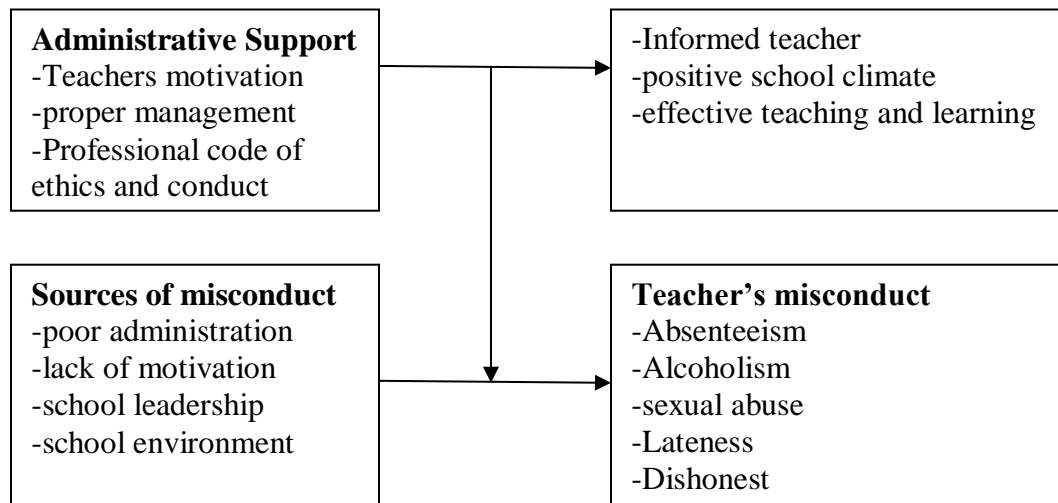 Administrative Support
-Teachers motivation
-proper management
-Professional code of
ethics and conduct
-Informed teacher
-positive school climate
-effective teaching and learning
Sources of misconduct
-poor administration
-lack of motivation
-school leadership
-school environment
Teacher’s misconduct
-Absenteeism
-Alcoholism
-sexual abuse
-Lateness
-Dishonest